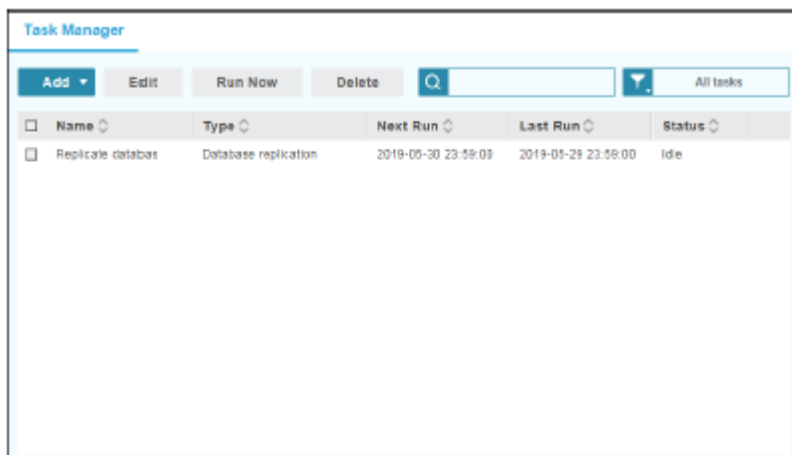 Task Manager
Add Edit Run Now Delete All tasks
Name Type Next Run Last Run Status
Replicate databas Database replication 2019-05-30 23:59:00 2019-05-29 23:59:00 Idle